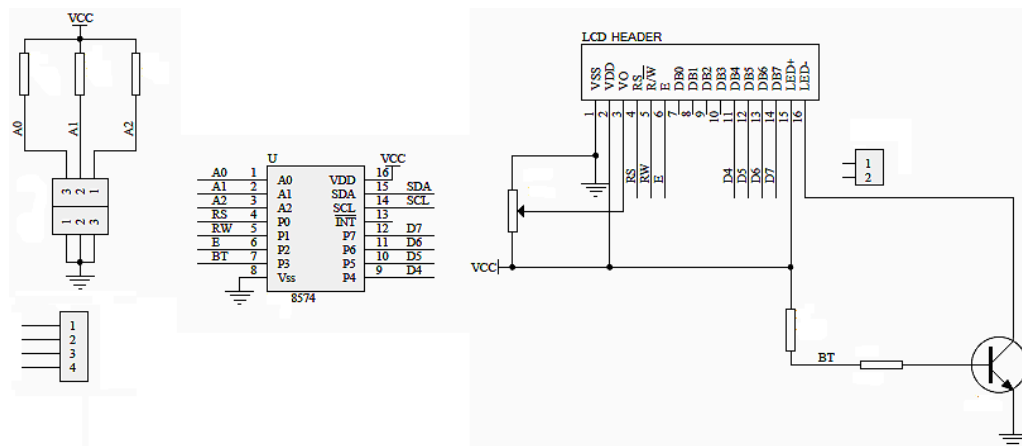 VCC
A0
A1
A2
3 2 1
1 2 3
1
2
3
4
U
VCC
A0 1 A0 VDD 16
A1 2 A1 SDA 15 SDA
A2 3 A2 SCL 14 SCL
RS 4 P0 INT 13
RW 5 P1 P7 12 D7
E 6 P2 P6 11 D6
BT 7 P3 P5 10 D5
8 Vss P4 9 D4
8574
LCD HEADER
VSS VDD VO RS R/W E DB0 DB1 DB2 DB3 DB4 DB5 DB6 DB7 LED+ LED-
1 2 3 4 5 6 7 8 9 10 11 12 13 14 15 16
RS RW E D4 D5 D6 D7
1
2
VCC
BT